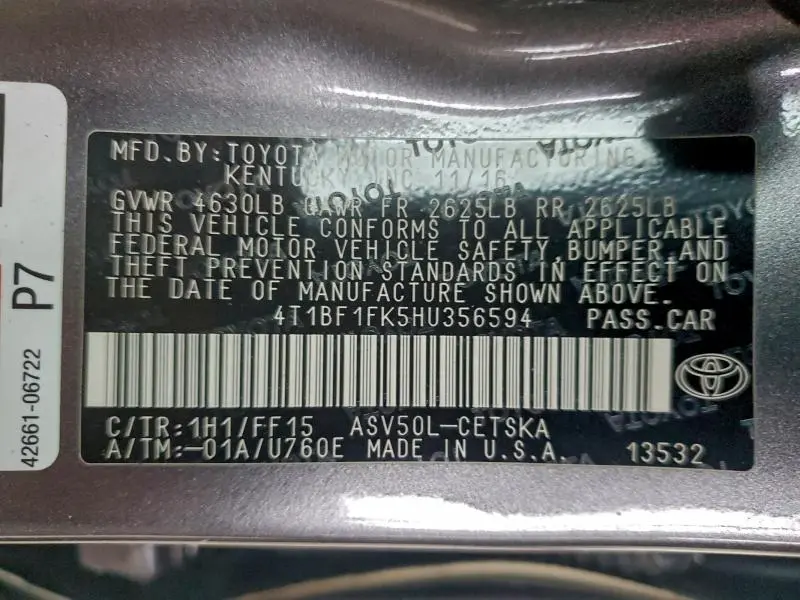 MFD.BY:TOYOTA MOTOR MANUFACTURING
KENTUCKY, INC 11/16
GVWR 4630LB GAWR FR 2625LB RR 2625LB
THIS VEHICLE CONFORMS TO ALL APPLICABLE
FEDERAL MOTOR VEHICLE SAFETY,BUMPER,AND
THEFT PREVENTION STANDARDS IN EFFECT ON
THE DATE OF MANUFACTURE SHOWN ABOVE.
4T1BF1FK5HU356594 PASS.CAR
C/TR:1H1/FF15 ASV50L-CETSKA
A/TM:-01A/U760E MADE IN U.S.A. 13532
P7
42661-06722